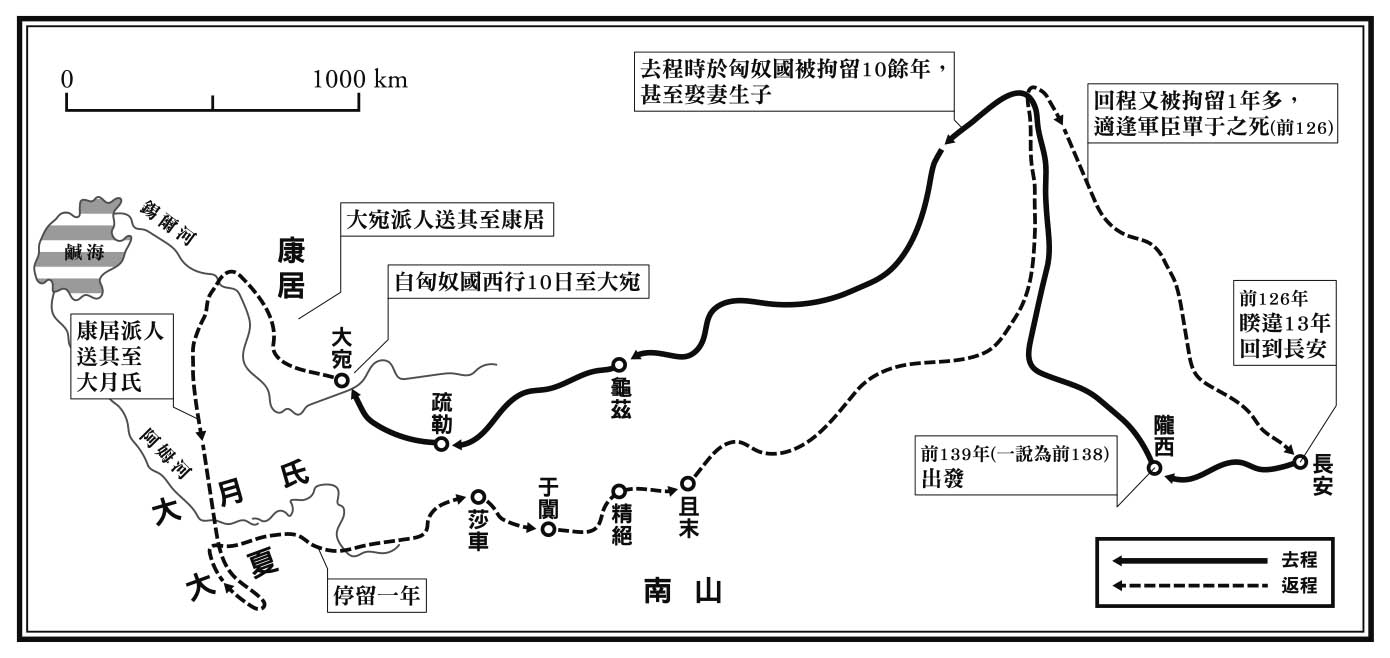 0
1000 km
去程時於匈奴國被拘留10餘年，
甚至娶妻生子
回程又被拘留1年多，
適逢軍臣單于之死(前126)
鹹海
錫爾河
康居
大宛派人送其至康居
自匈奴國西行10日至大宛
康居派人
送其至
大月氏
大宛
疏勒
龜茲
前126年
睽違13年
回到長安
隴西
長安
前139年(一說為前138)
出發
阿姆河
大月氏
大夏
停留一年
莎車
于闐
精絕
且末
南山
去程
返程